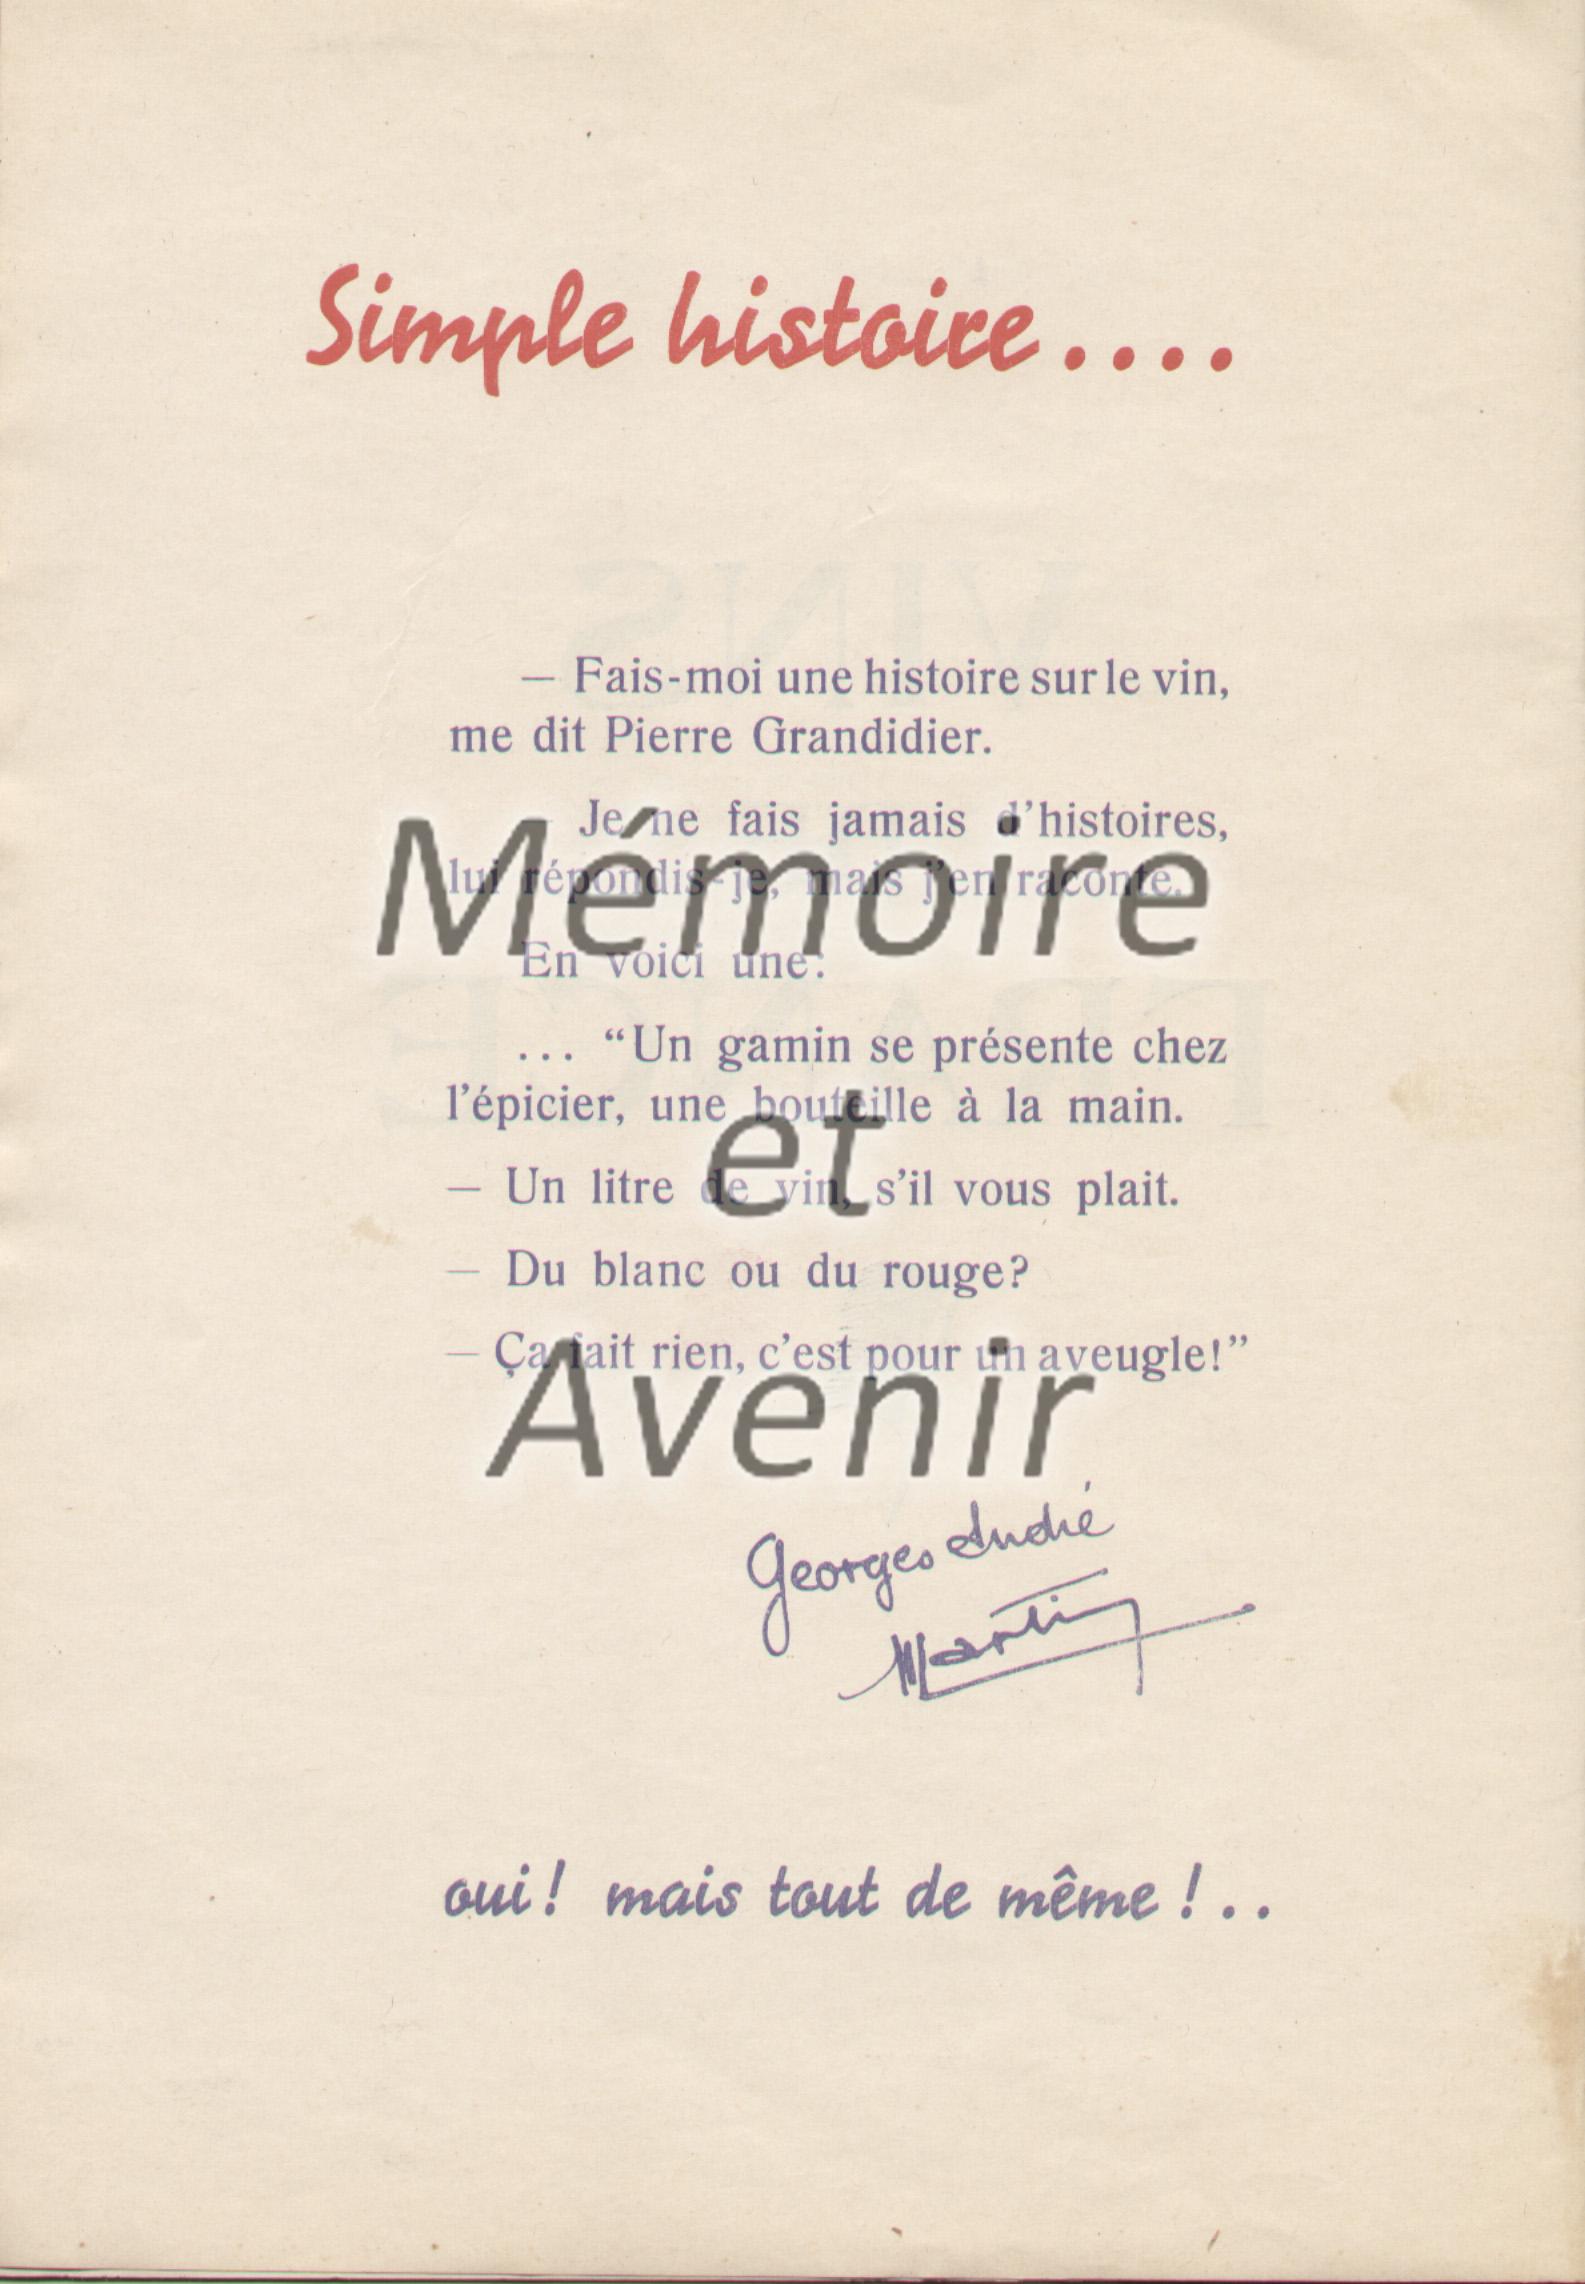 Simple histoire....
— Fais-moi une histoire sur le vin,
me dit Pierre Grandidier.
— Je ne fais jamais d'histoires,
lui répondis-je, mais j'en raconte.
En voici une:
... “Un gamin se présente chez
l'épicier, une bouteille à la main.
— Un litre de vin, s'il vous plait.
— Du blanc ou du rouge?
— Ça fait rien, c'est pour un aveugle!”
Mémoire
et
Avenir
Georges André
Martin
oui! mais tout de même!..